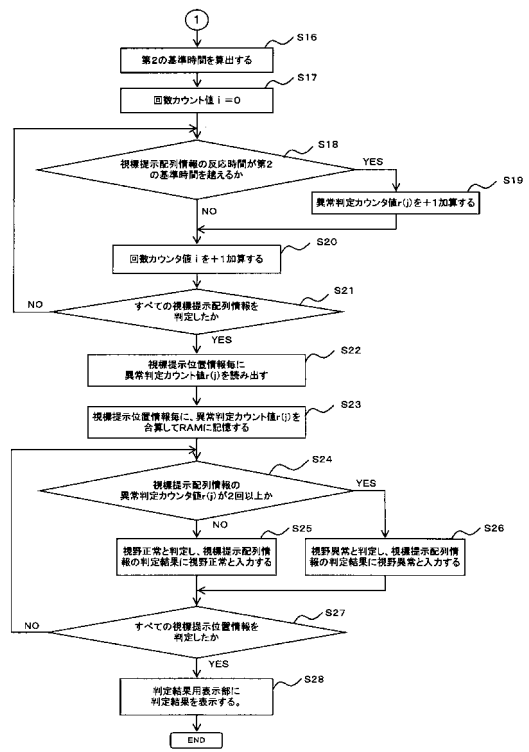 1
S16
第2の基準時間を算出する
S17
回数カウント値 i=0
S18
視標提示配列情報の反応時間が第2
の基準時間を越えるか
YES
S19
異常判定カウンタ値r(j)を+1加算する
NO
S20
回数カウンタ値 i を+1加算する
S21
すべての視標提示配列情報を
判定したか
NO
YES
S22
視標提示位置情報毎に
異常判定カウント値r(j)を読み出す
S23
視標提示位置情報毎に、異常判定カウント値r(j)を
合算してRAMに記憶する
S24
視標提示配列情報の
異常判定カウンタ値r(j)が2回以上か
YES
NO
S25
視野正常と判定し、視標提示配列情
報の判定結果に視野正常と入力する
S26
視野異常と判定し、視標提示配列情
報の判定結果に視野異常と入力する
S27
すべての視標提示位置情報を
判定したか
NO
YES
S28
判定結果用表示部に
判定結果を表示する。
END